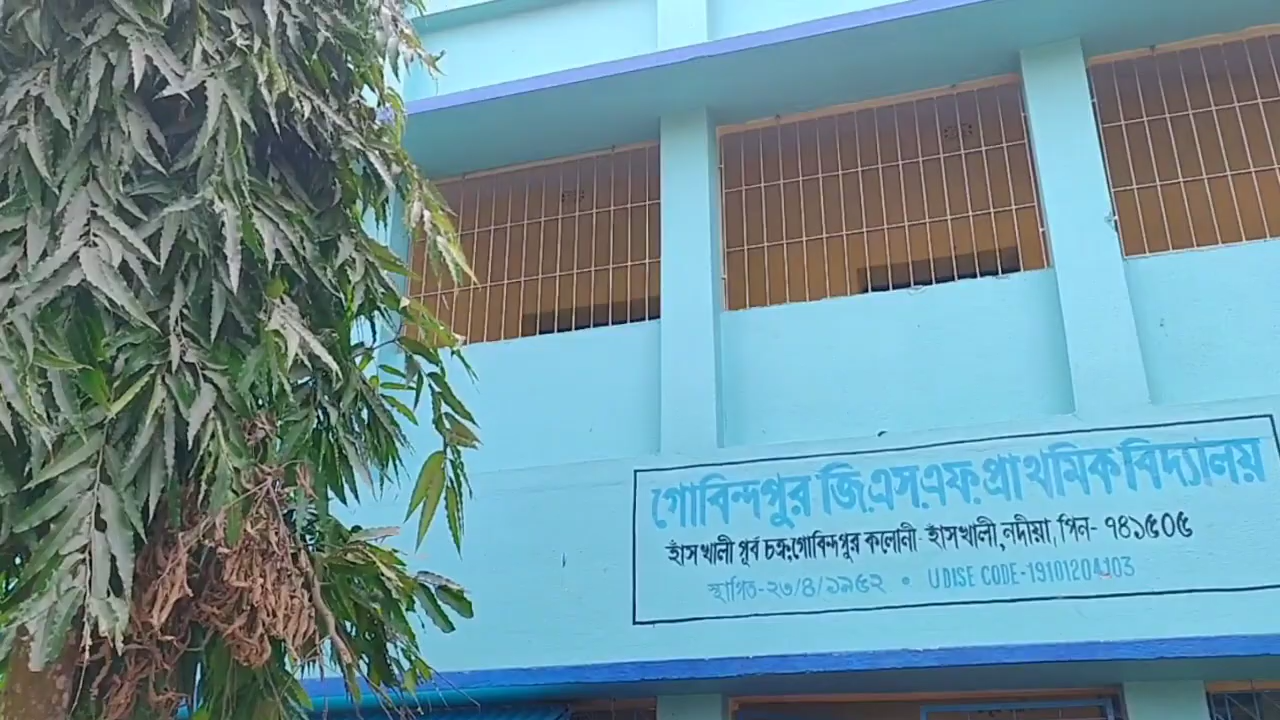 গোবিন্দপুর জি.এস.এফ. প্রাথমিক বিদ্যালয়
হাঁসখালী পূর্ব চক্র:গোবিন্দপুর কলোনী হাঁসখালী, নদীয়া, পিন- ৭৪১৫০৫
স্থাপিত-২৩/৪/১৯৫২ • UDISE CODE-19101204103